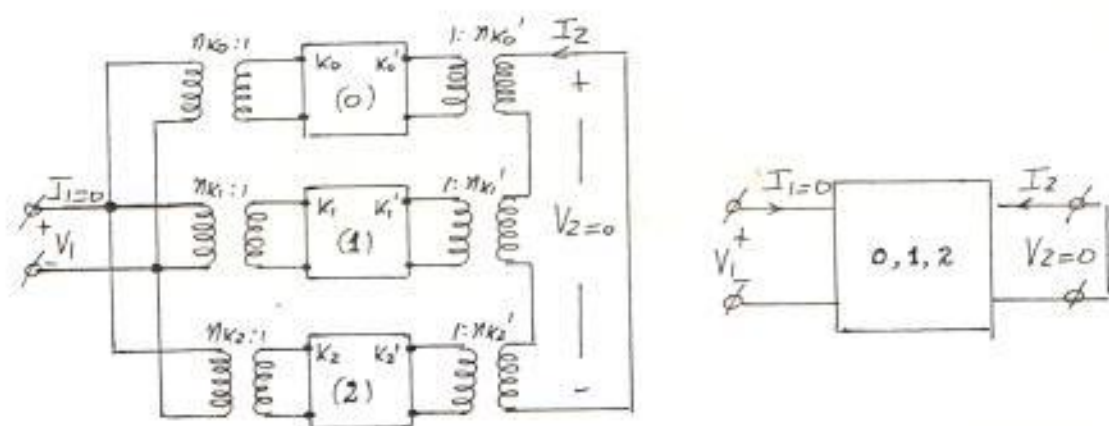 nK0:1
K0 K0'
(0)
1:nK0'
I2
+
I1=0
+
V1
-
nK1:1
K1 K1'
(1)
1:nK1'
V2=0
nK2:1
K2 K2'
(2)
1:nK2'
-
I1=0
+
V1
-
0,1,2
I2
V2=0